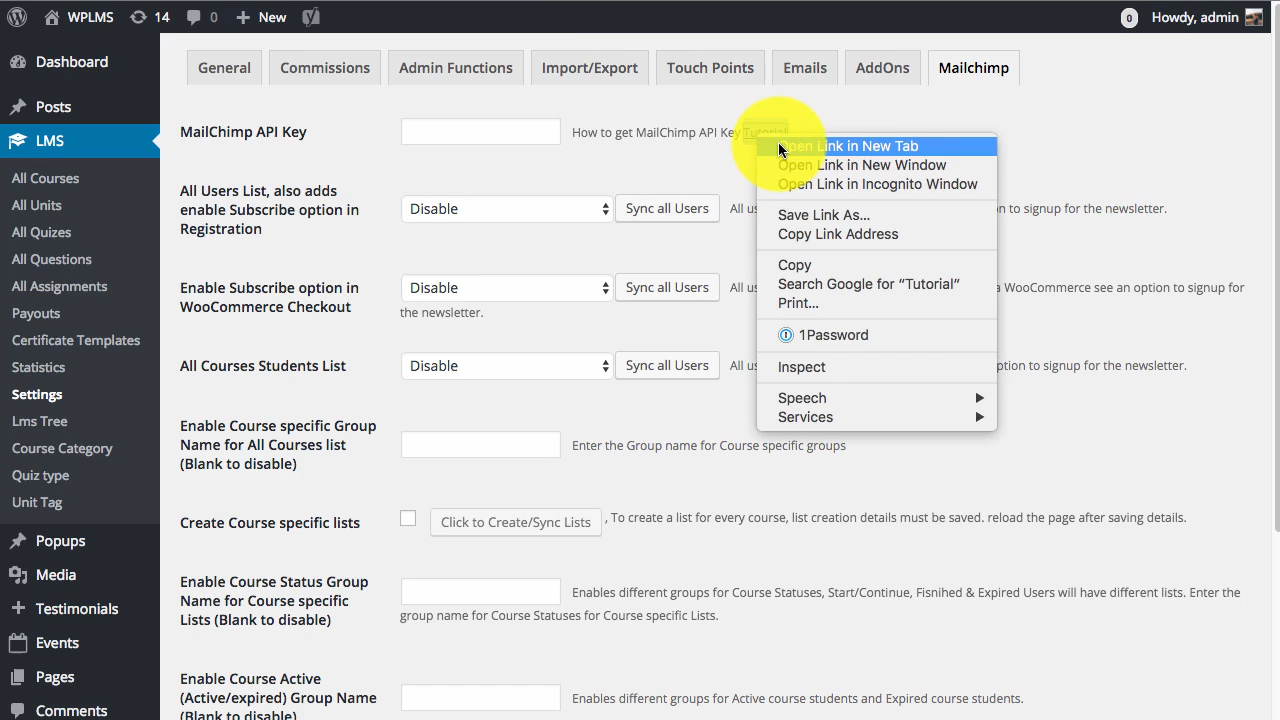 WPLMS 14 0 New 0 Howdy, admin
Dashboard
Posts
LMS
All Courses
All Units
All Quizes
All Questions
All Assignments
Payouts
Certificate Templates
Statistics
Settings
Lms Tree
Course Category
Quiz type
Unit Tag
Popups
Media
Testimonials
Events
Pages
Comments
General Commissions Admin Functions Import/Export Touch Points Emails AddOns Mailchimp
MailChimp API Key
How to get MailChimp API Key Tutorial
All Users List, also adds
enable Subscribe option in
Registration
Disable Sync all Users All us
n to signup for the newsletter.
Enable Subscribe option in
WooCommerce Checkout
Disable Sync all Users All us
a WooCommerce see an option to signup for
the newsletter.
All Courses Students List
Disable Sync all Users All us
ption to signup for the newsletter.
Enable Course specific Group
Name for All Courses list
(Blank to disable)
Enter the Group name for Course specific groups
Create Course specific lists
Click to Create/Sync Lists , To create a list for every course, list creation details must be saved. reload the page after saving details.
Enable Course Status Group
Name for Course specific
Lists (Blank to disable)
Enables different groups for Course Statuses, Start/Continue, Fisnihed & Expired Users will have different lists. Enter the
group name for Course Statuses for Course specific Lists.
Enable Course Active
(Active/expired) Group Name
(Blank to disable)
Enables different groups for Active course students and Expired course students.
Open Link in New Tab
Open Link in New Window
Open Link in Incognito Window
Save Link As...
Copy Link Address
Copy
Search Google for “Tutorial”
Print...
1Password
Inspect
Speech
Services